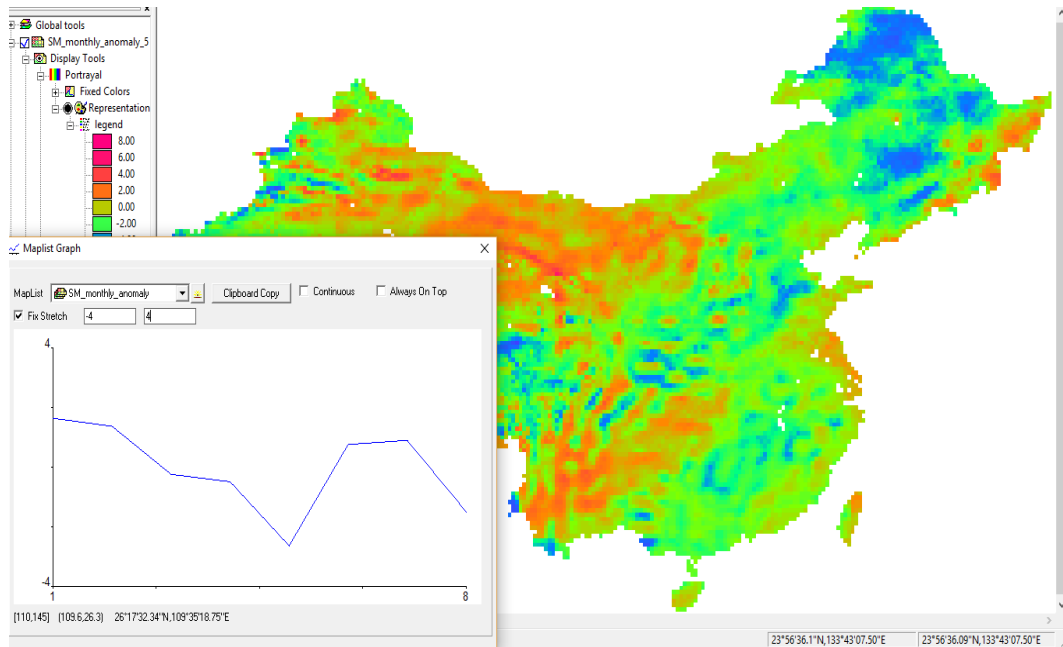 Global tools
SM_monthly_anomaly_5
Display Tools
Portrayal
Fixed Colors
Representation
legend
8.00
6.00
4.00
2.00
0.00
-2.00
Maplist Graph
MapList SM_monthly_anomaly Clipboard Copy Continuous Always On Top
Fix Stretch -4 4
4
-4
1 8
[110,145] (109.6,26.3) 26°17'32.34"N,109°35'18.75"E
23°56'36.1"N,133°43'07.50"E 23°56'36.09"N,133°43'07.50"E